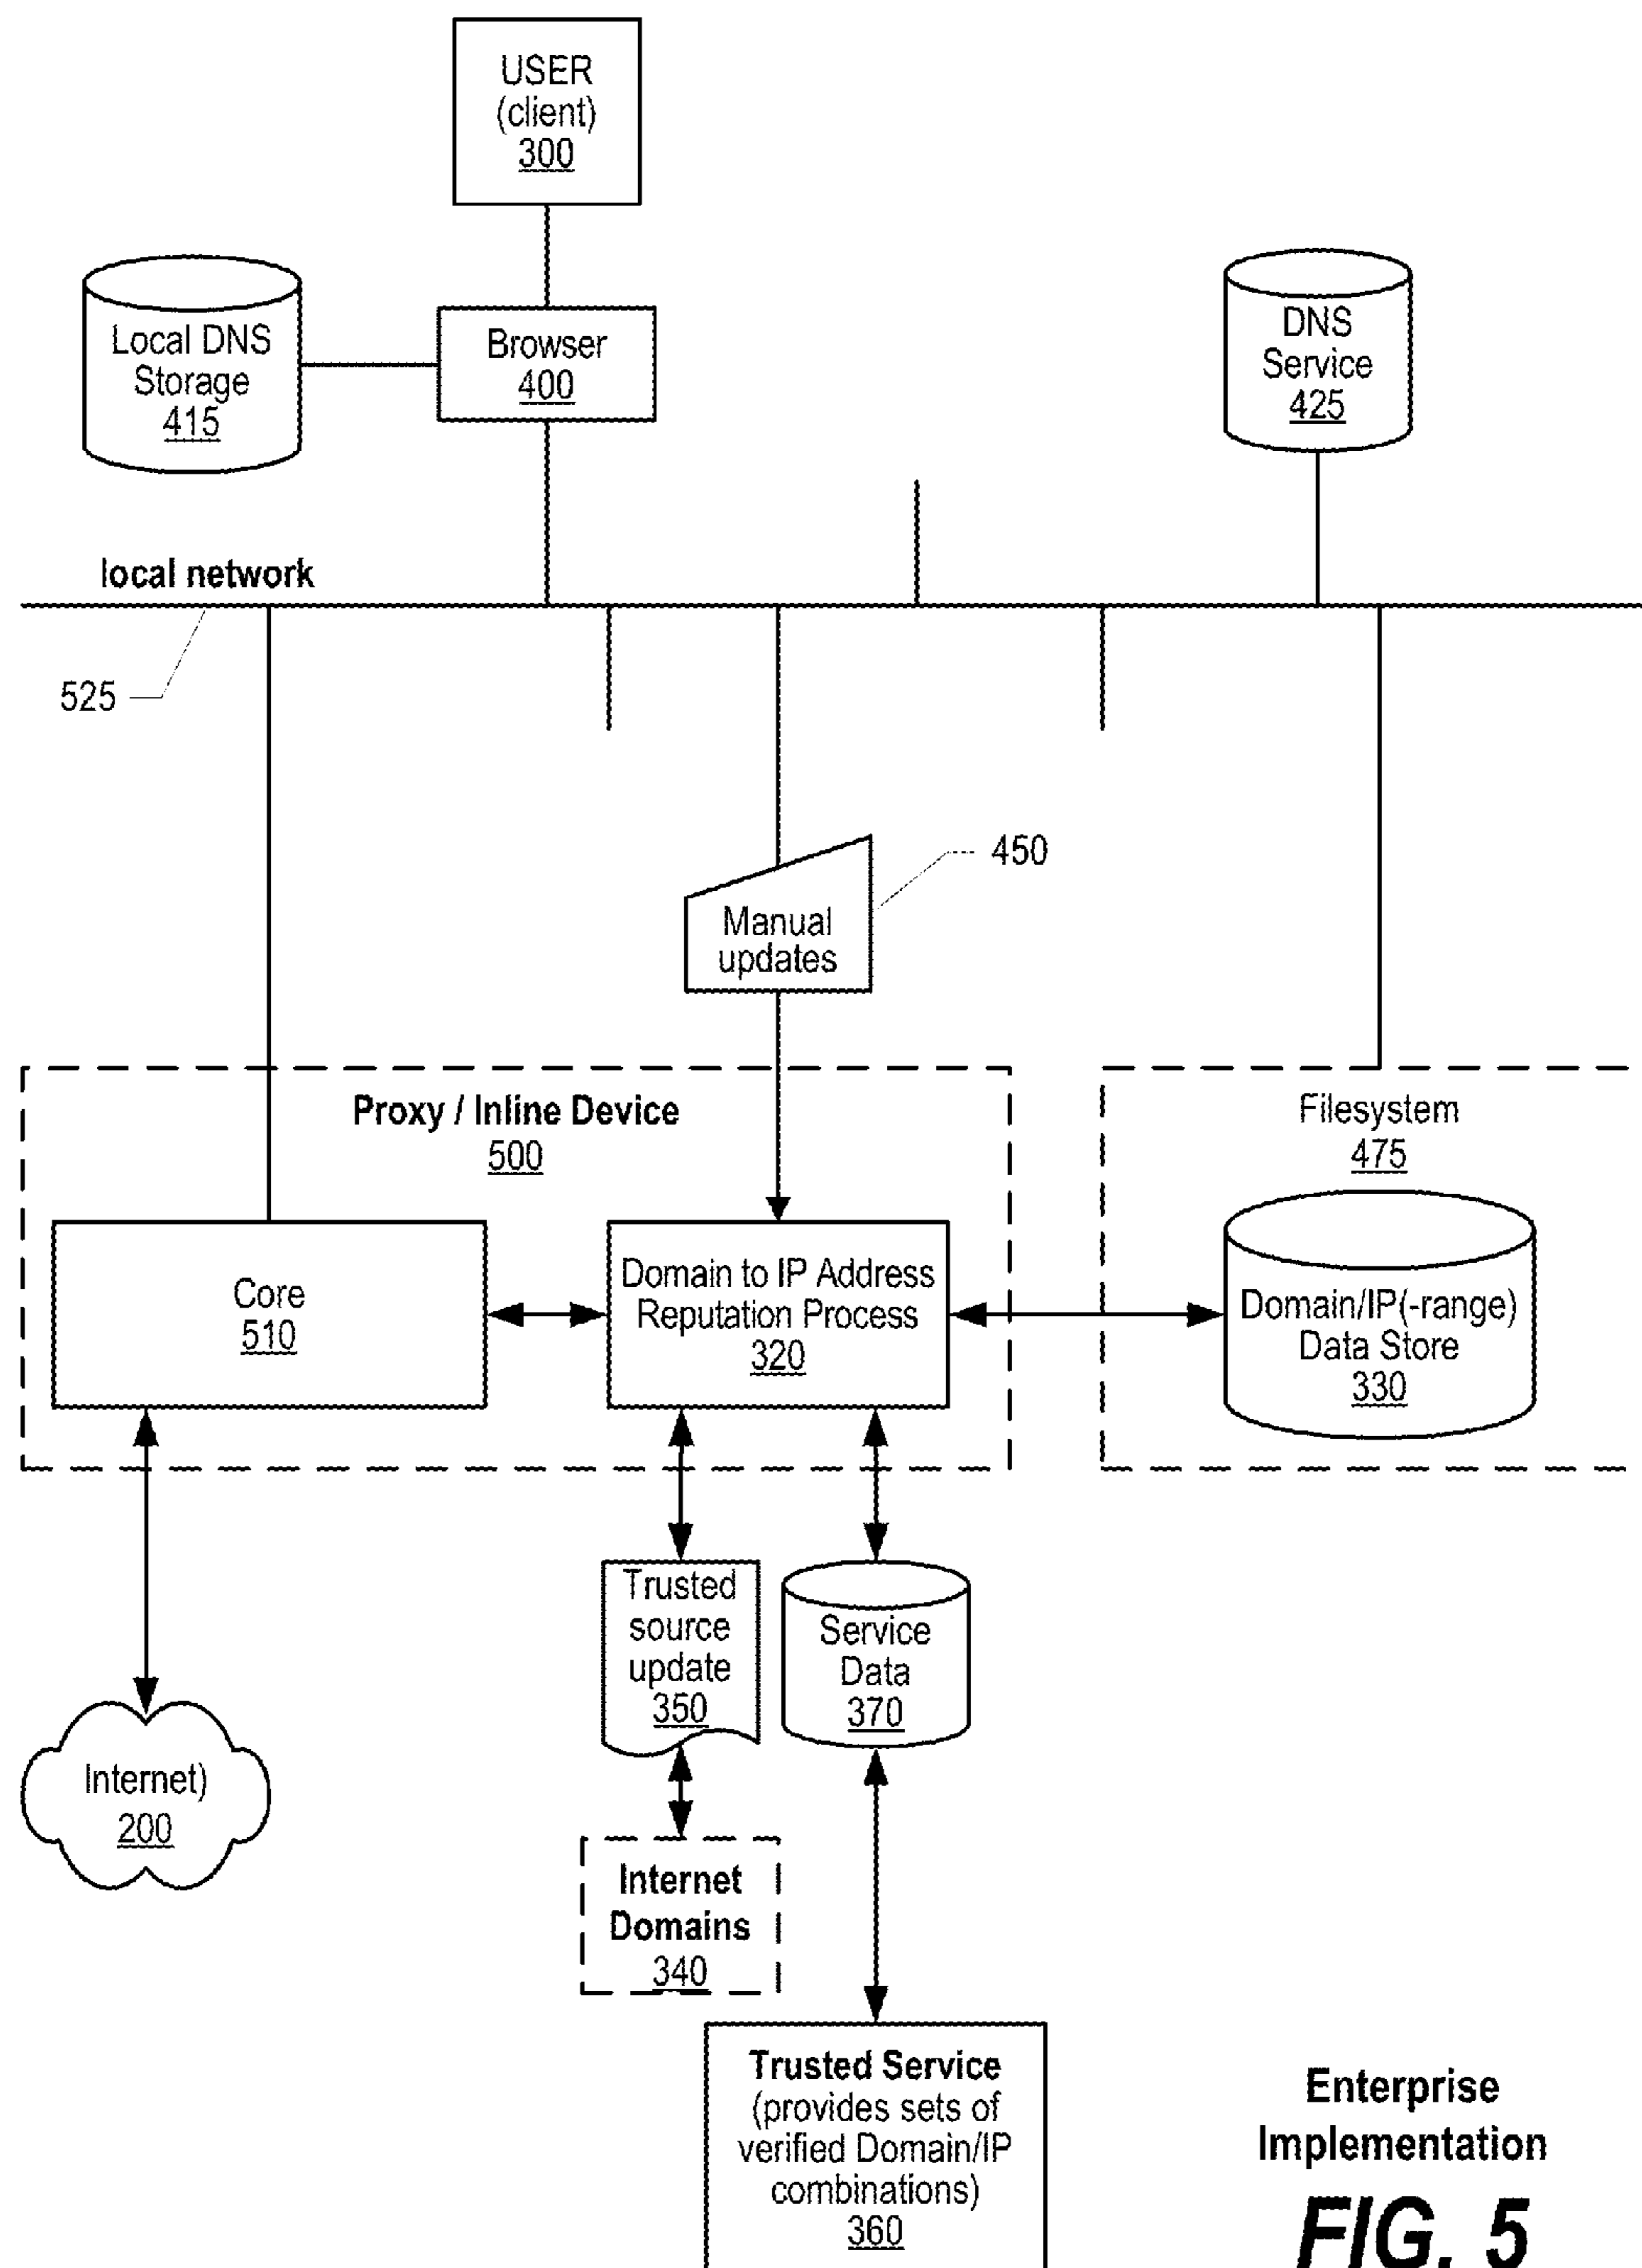 USER
(client)
300
Local DNS
Storage
415
Browser
400
DNS
Service
425
local network
525
450
Manual
updates
Proxy / Inline Device
500
Filesystem
475
Core
510
Domain to IP Address
Reputation Process
320
Domain/IP(-range)
Data Store
330
Trusted
source
update
350
Service
Data
370
Internet)
200
Internet
Domains
340
Trusted Service
(provides sets of
verified Domain/IP
combinations)
360
Enterprise
Implementation
FIG. 5